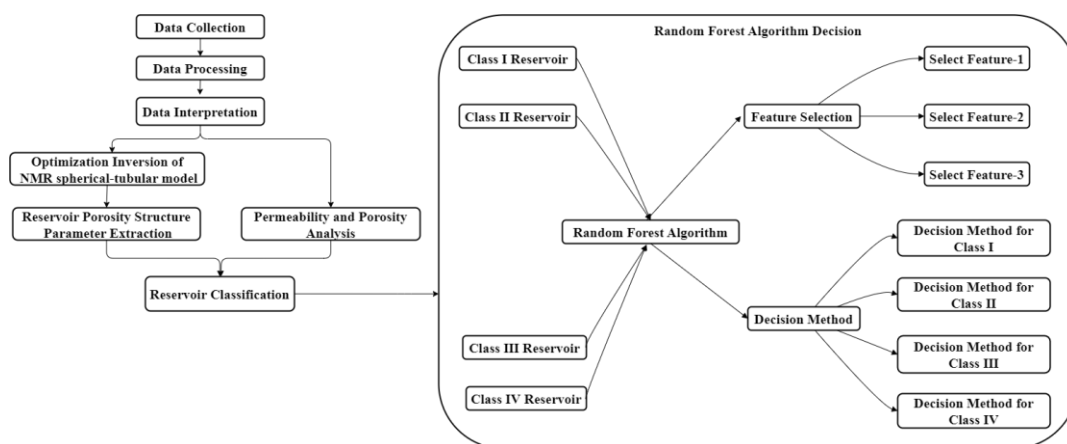 Data Collection
Data Processing
Data Interpretation
Optimization Inversion of
NMR spherical-tubular model
Reservoir Porosity Structure
Parameter Extraction
Permeability and Porosity
Analysis
Reservoir Classification
Random Forest Algorithm Decision
Class I Reservoir
Class II Reservoir
Random Forest Algorithm
Class III Reservoir
Class IV Reservoir
Feature Selection
Select Feature-1
Select Feature-2
Select Feature-3
Decision Method
Decision Method for
Class I
Decision Method for
Class II
Decision Method for
Class III
Decision Method for
Class IV